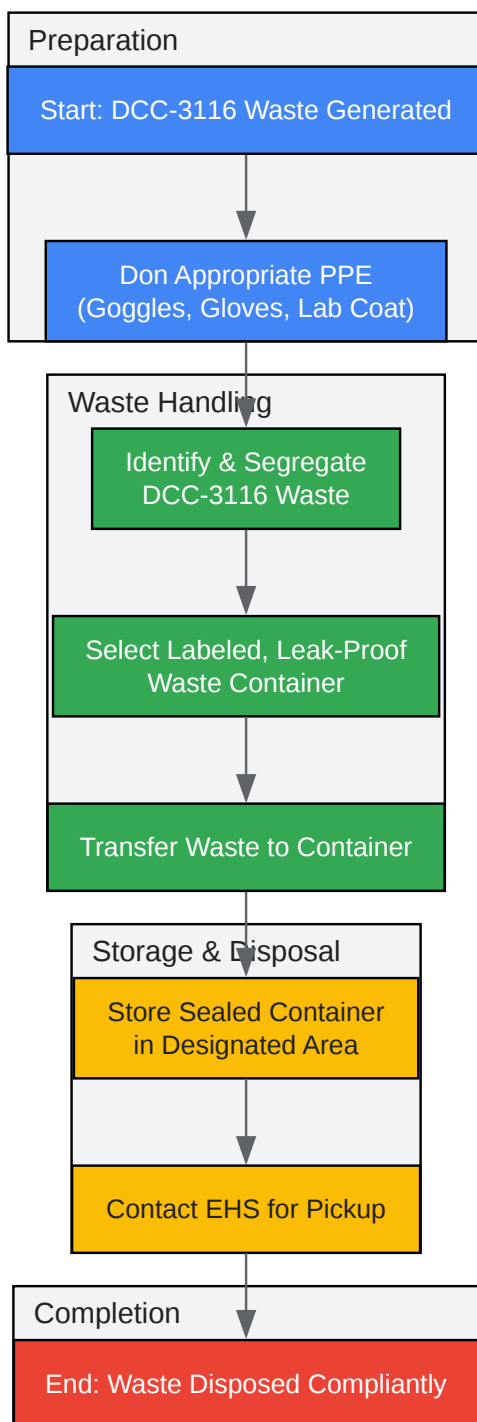 Preparation
Start: DCC-3116 Waste Generated
Don Appropriate PPE
(Goggles, Gloves, Lab Coat)
Waste Handling
Identify & Segregate
DCC-3116 Waste
Select Labeled, Leak-Proof
Waste Container
Transfer Waste to Container
Storage & Disposal
Store Sealed Container
in Designated Area
Contact EHS for Pickup
Completion
End: Waste Disposed Compliantly